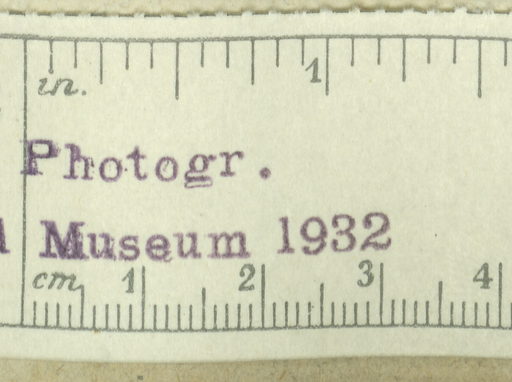 in. 1
Photogr.
Museum 1932
cm 1 2 3 4